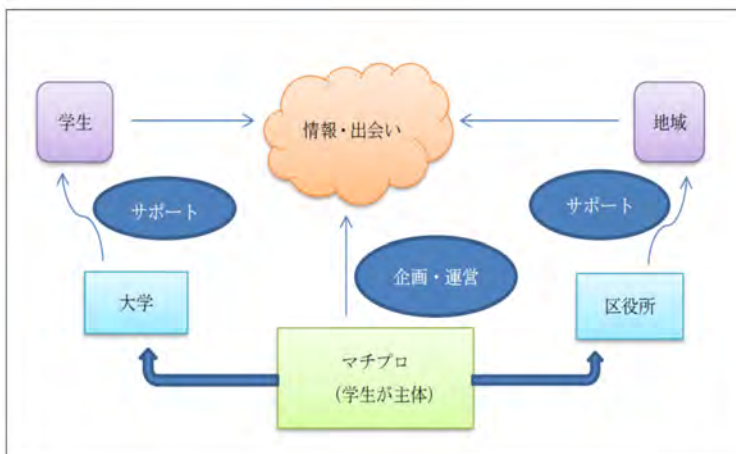 学生
情報・出会い
地域
サポート
サポート
大学
企画・運営
区役所
マチプロ
（学生が主体）